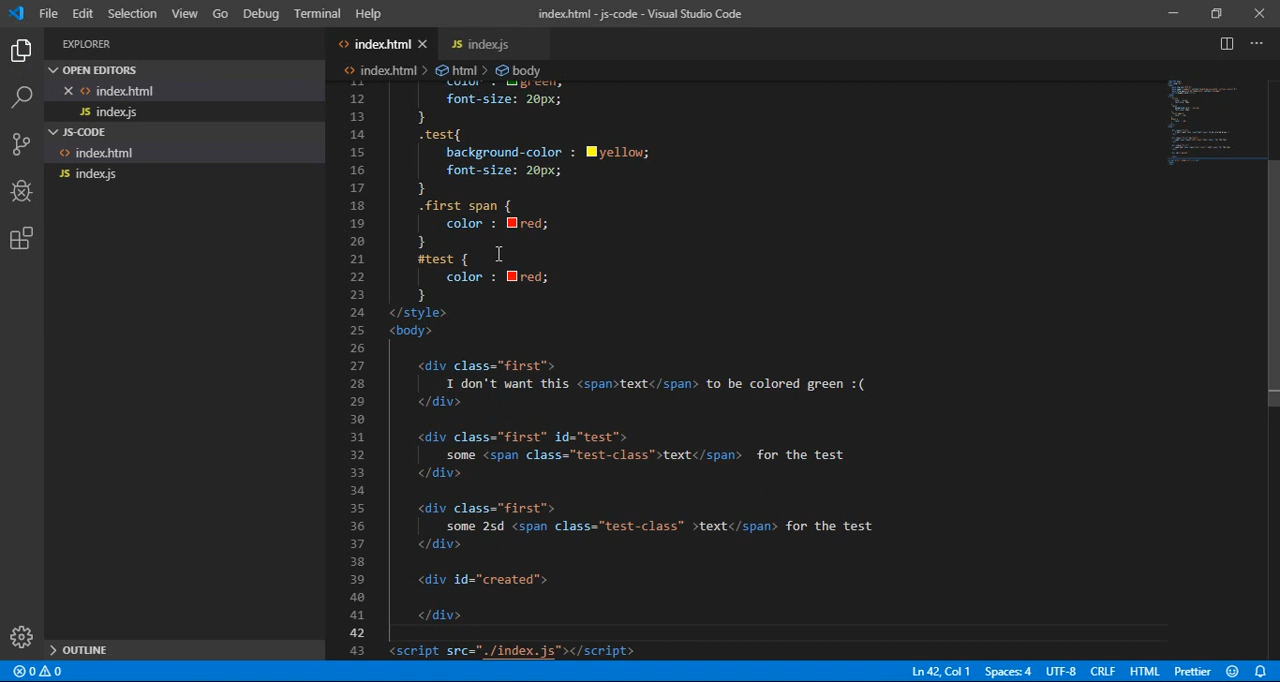 File Edit Selection View Go Debug Terminal Help index.html - js-code - Visual Studio Code
EXPLORER
OPEN EDITORS
index.html
JS index.js
JS-CODE
index.html
JS index.js
OUTLINE
index.html JS index.js
index.html > html > body
11 color : green;
12 font-size: 20px;
13 }
14 .test{
15 background-color : yellow;
16 font-size: 20px;
17 }
18 .first span {
19 color : red;
20 }
21 #test {
22 color : red;
23 }
24 </style>
25 <body>
26
27 <div class="first">
28 I don't want this <span>text</span> to be colored green :(
29 </div>
30
31 <div class="first" id="test">
32 some <span class="test-class">text</span>  for the test
33 </div>
34
35 <div class="first">
36 some 2sd <span class="test-class" >text</span> for the test
37 </div>
38
39 <div id="created">
40
41 </div>
42
43 <script src="./index.js"></script>
0 0 Ln 42, Col 1 Spaces: 4 UTF-8 CRLF HTML Prettier